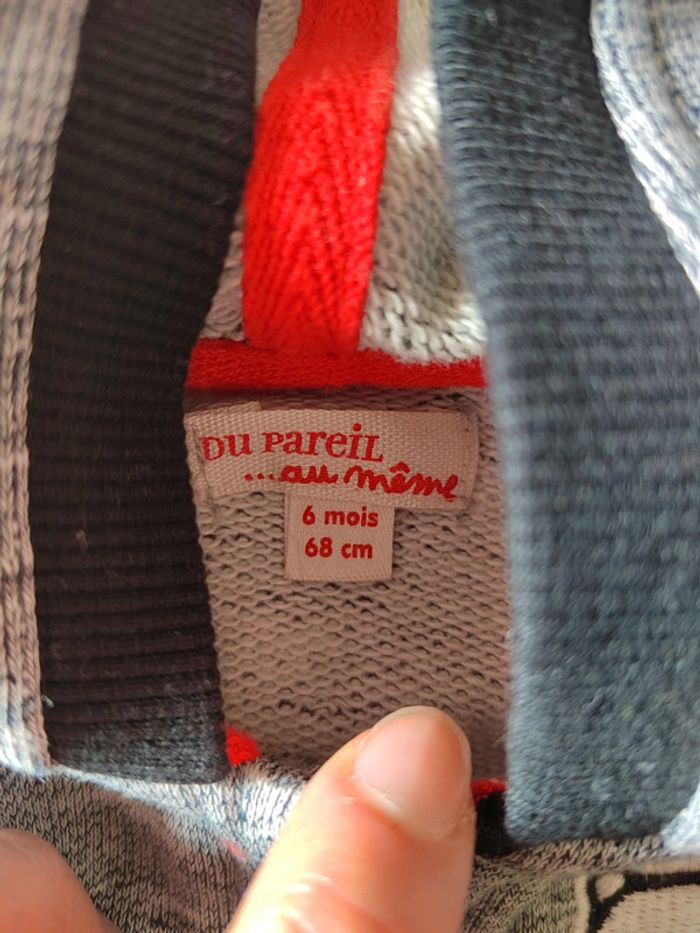 DU PAREIL
...au même
6 mois
68 cm